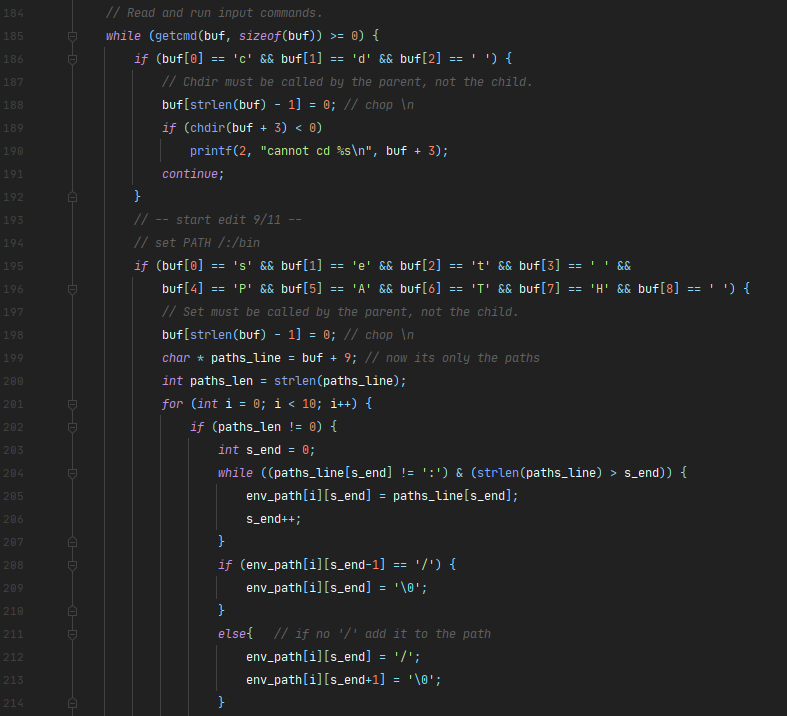 184 // Read and run input commands.
185 while (getcmd(buf, sizeof(buf)) >= 0) {
186 if (buf[0] == 'c' && buf[1] == 'd' && buf[2] == ' ') {
187 // Chdir must be called by the parent, not the child.
188 buf[strlen(buf) - 1] = 0; // chop \n
189 if (chdir(buf + 3) < 0)
190 printf(2, "cannot cd %s\n", buf + 3);
191 continue;
192 }
193 // -- start edit 9/11 --
194 // set PATH /:/bin
195 if (buf[0] == 's' && buf[1] == 'e' && buf[2] == 't' && buf[3] == ' ' &&
196 buf[4] == 'P' && buf[5] == 'A' && buf[6] == 'T' && buf[7] == 'H' && buf[8] == ' ') {
197 // Set must be called by the parent, not the child.
198 buf[strlen(buf) - 1] = 0; // chop \n
199 char * paths_line = buf + 9; // now its only the paths
200 int paths_len = strlen(paths_line);
201 for (int i = 0; i < 10; i++) {
202 if (paths_len != 0) {
203 int s_end = 0;
204 while ((paths_line[s_end] != ':') & (strlen(paths_line) > s_end)) {
205 env_path[i][s_end] = paths_line[s_end];
206 s_end++;
207 }
208 if (env_path[i][s_end-1] == '/') {
209 env_path[i][s_end] = '\0';
210 }
211 else{ // if no '/' add it to the path
212 env_path[i][s_end] = '/';
213 env_path[i][s_end+1] = '\0';
214 }